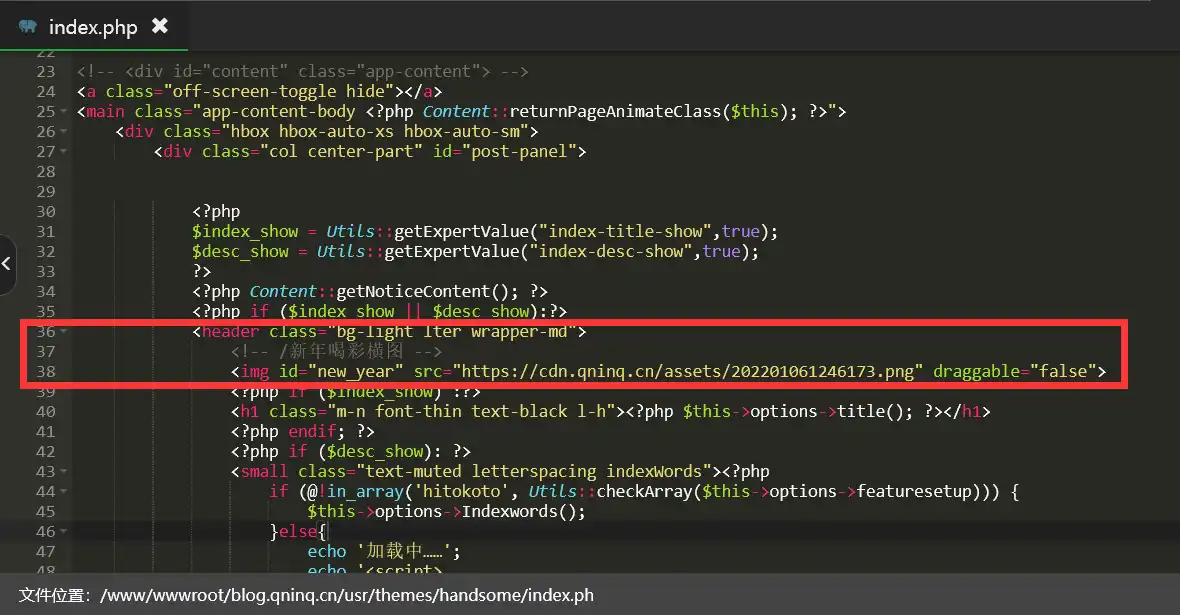 index.php ✖
22
23 <!-- <div id="content" class="app-content"> -->
24 <a class="off-screen-toggle hide"></a>
25 <main class="app-content-body <?php Content::returnPageAnimateClass($this); ?>">
26 <div class="hbox hbox-auto-xs hbox-auto-sm">
27 <div class="col center-part" id="post-panel">
28
29
30 <?php
31 $index_show = Utils::getExpertValue("index-title-show",true);
32 $desc_show = Utils::getExpertValue("index-desc-show",true);
33 ?>
34 <?php Content::getNoticeContent(); ?>
35 <?php if ($index_show || $desc_show):?>
36 <header class="bg-light lter wrapper-md">
37 <!-- /新年喝彩横图 -->
38 <img id="new_year" src="https://cdn.qninq.cn/assets/202201061246173.png" draggable="false">
39 <?php if ($index_show) :?>
40 <h1 class="m-n font-thin text-black l-h"><?php $this->options->title(); ?></h1>
41 <?php endif; ?>
42 <?php if ($desc_show): ?>
43 <small class="text-muted letterspacing indexWords"><?php
44 if (@!in_array('hitokoto', Utils::checkArray($this->options->featuresetup))) {
45 $this->options->Indexwords();
46 }else{
47 echo '加载中……';
48 echo '<script>
文件位置：/www/wwwroot/blog.qninq.cn/usr/themes/handsome/index.ph